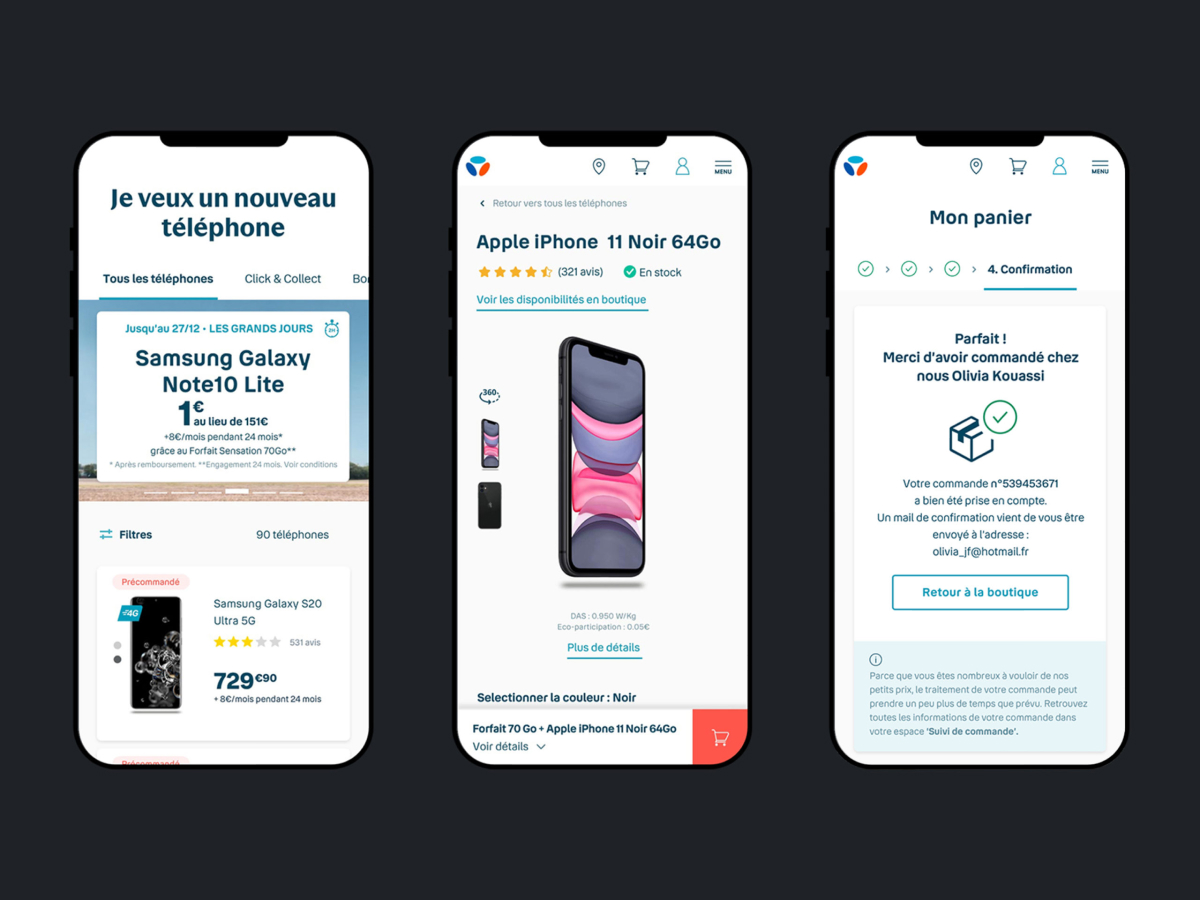 Je veux un nouveau
téléphone
Tous les téléphones
Click & Collect
Bo
Jusqu'au 27/12 • LES GRANDS JOURS
24H
Samsung Galaxy
Note10 Lite
1€
au lieu de 151€
+8€/mois pendant 24 mois*
grâce au Forfait Sensation 70Go**
* Après remboursement. **Engagement 24 mois. Voir conditions
Filtres
90 téléphones
Précommandé
4G
Samsung Galaxy S20
Ultra 5G
531 avis
729€90
+ 8€/mois pendant 24 mois
Précommandé
MENU
Retour vers tous les téléphones
Apple iPhone 11 Noir 64Go
(321 avis)
En stock
Voir les disponibilités en boutique
360
DAS : 0.950 W/Kg
Eco-participation : 0.05€
Plus de détails
Selectionner la couleur : Noir
Forfait 70 Go + Apple iPhone 11 Noir 64Go
Voir détails
MENU
Mon panier
4. Confirmation
Parfait !
Merci d'avoir commandé chez
nous Olivia Kouassi
Votre commande n°539453671
a bien été prise en compte.
Un mail de confirmation vient de vous être
envoyé à l'adresse :
olivia_jf@hotmail.fr
Retour à la boutique
Parce que vous êtes nombreux à vouloir de nos
petits prix, le traitement de votre commande peut
prendre un peu plus de temps que prévu. Retrouvez
toutes les informations de votre commande dans
votre espace 'Suivi de commande'.